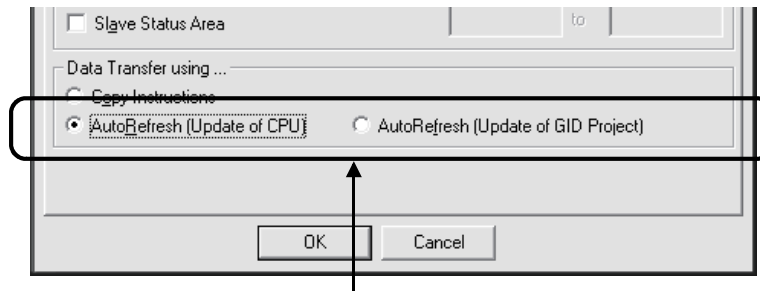 Slave Status Area
to
Data Transfer using ...
Copy Instructions
AutoRefresh (Update of CPU) AutoRefresh (Update of GID Project)
OK Cancel